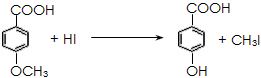 COOH
COOH
+ HI
+ CH₃I
OCH₃
OH